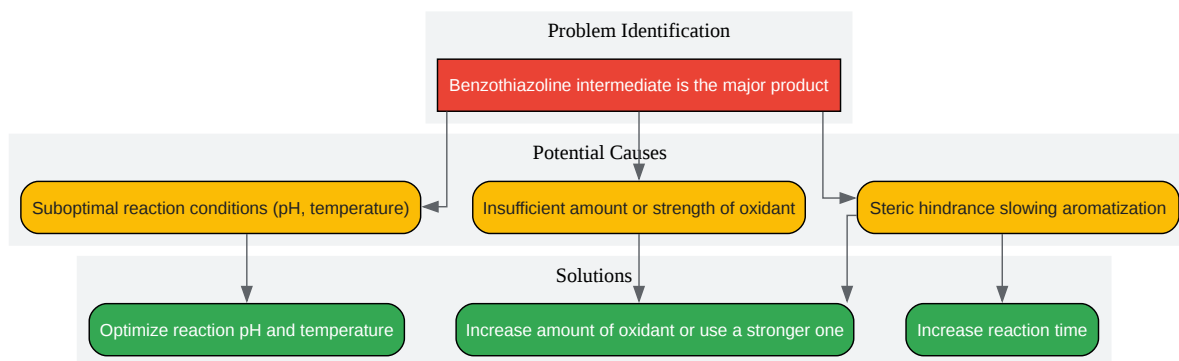 Problem Identification
Benzothiazoline intermediate is the major product
Potential Causes
Suboptimal reaction conditions (pH, temperature)
Insufficient amount or strength of oxidant
Steric hindrance slowing aromatization
Solutions
Optimize reaction pH and temperature
Increase amount of oxidant or use a stronger one
Increase reaction time